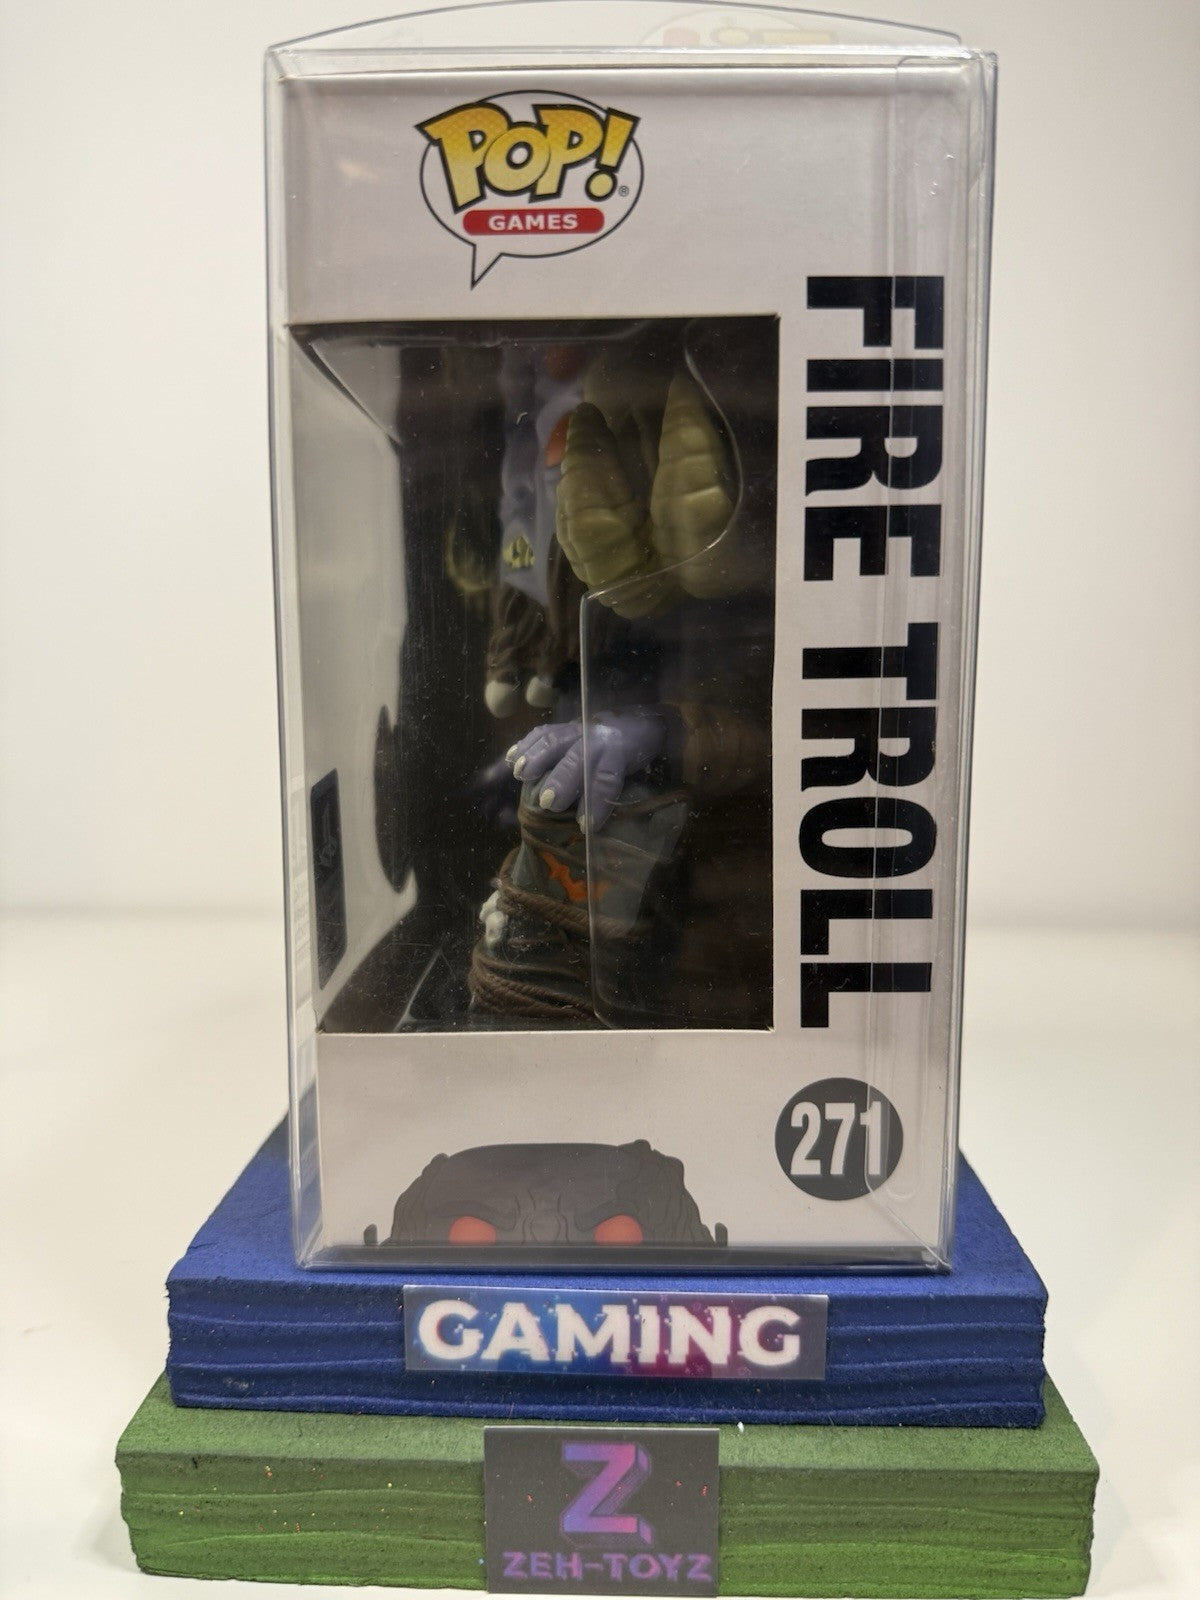 POP!®
GAMES
FIRE TROLL
271
GAMING
Z
ZEH-TOYZ